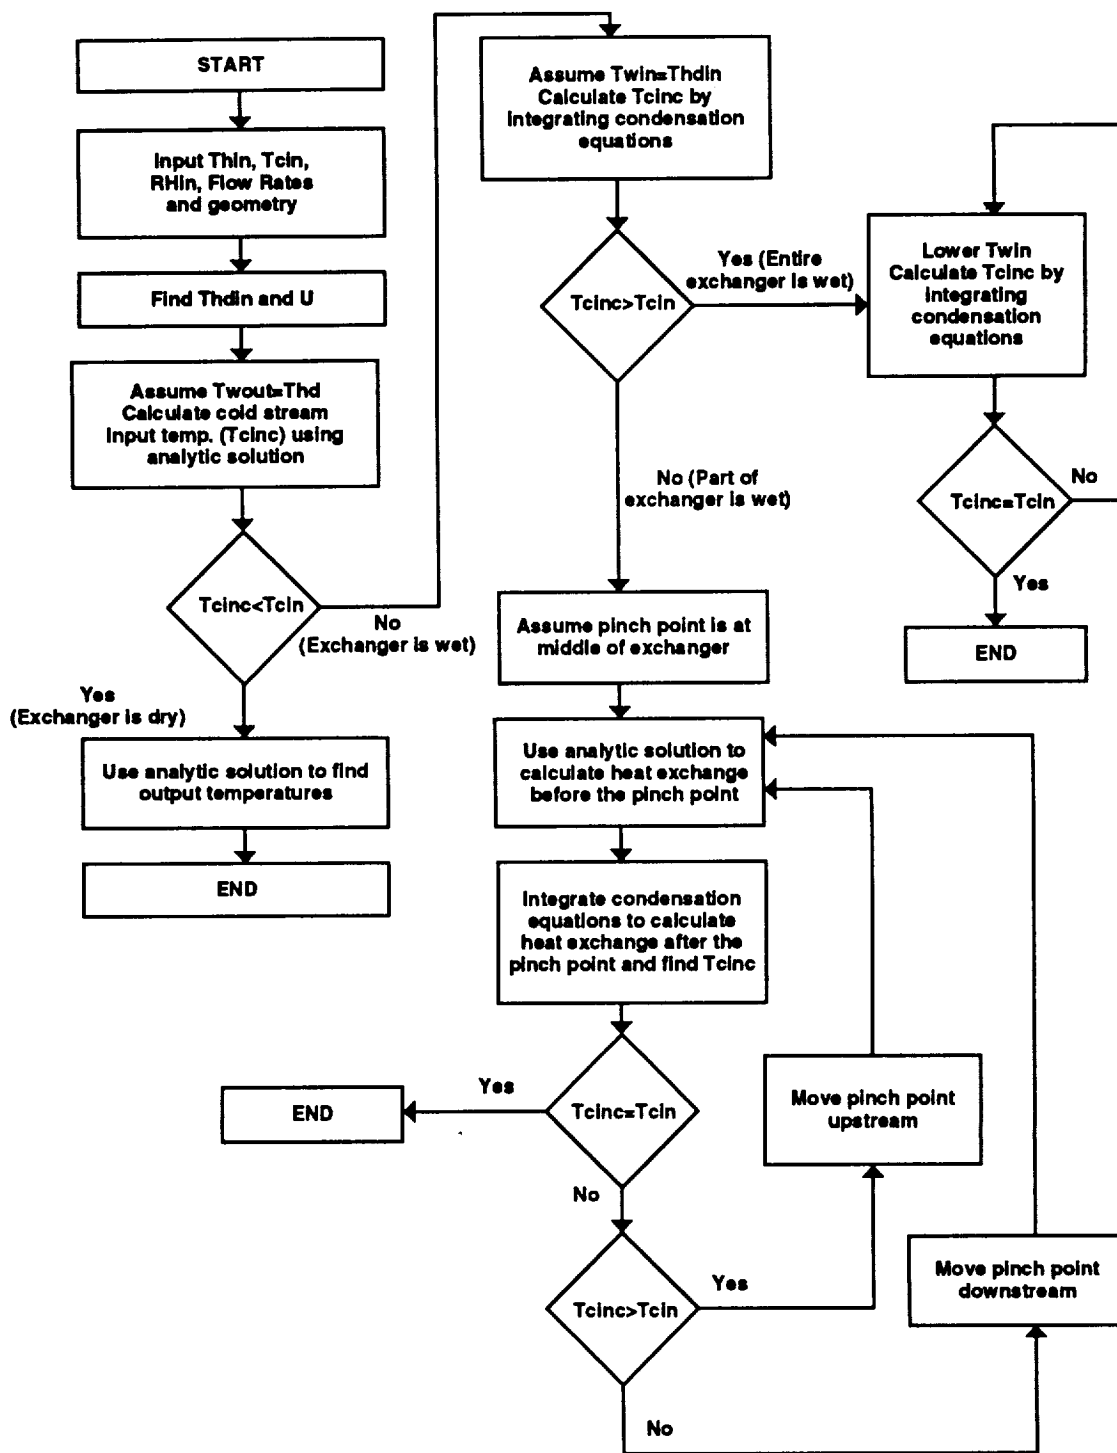 START
Input Thin, Tcin,
RHin, Flow Rates
and geometry
Find Thdin and U
Assume Twout=Thd
Calculate cold stream
Input temp. (Tcinc) using
analytic solution
Tcinc<Tcin
No
(Exchanger is wet)
Yes
(Exchanger is dry)
Use analytic solution to find
output temperatures
END
Assume Twin=Thdin
Calculate Tcinc by
integrating condensation
equations
Tcinc>Tcin
Yes (Entire
exchanger is wet)
No (Part of
exchanger is wet)
Lower Twin
Calculate Tcinc by
integrating
condensation
equations
Tcinc=Tcin
No
Yes
END
Assume pinch point is at
middle of exchanger
Use analytic solution to
calculate heat exchange
before the pinch point
Integrate condensation
equations to calculate
heat exchange after the
pinch point and find Tcinc
Tcinc=Tcin
Yes
END
No
Tcinc>Tcin
Yes
Move pinch point
upstream
No
Move pinch point
downstream